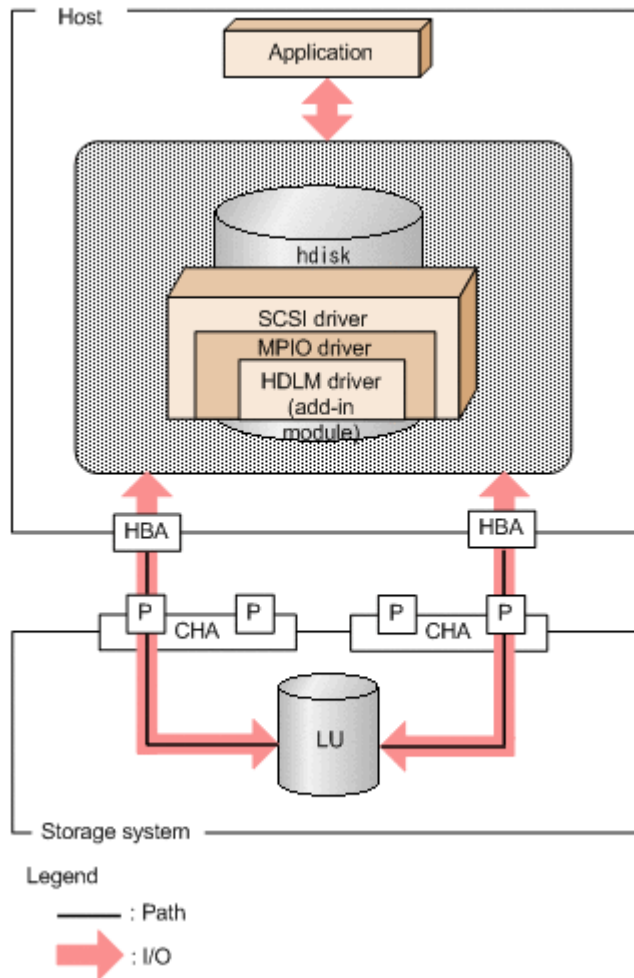 Host
Application
hdisk
SCSI driver
MPIO driver
HDLM driver
(add-in
module)
HBA
HBA
P
P
P
P
CHA
CHA
LU
Storage system
Legend
: Path
: I/O